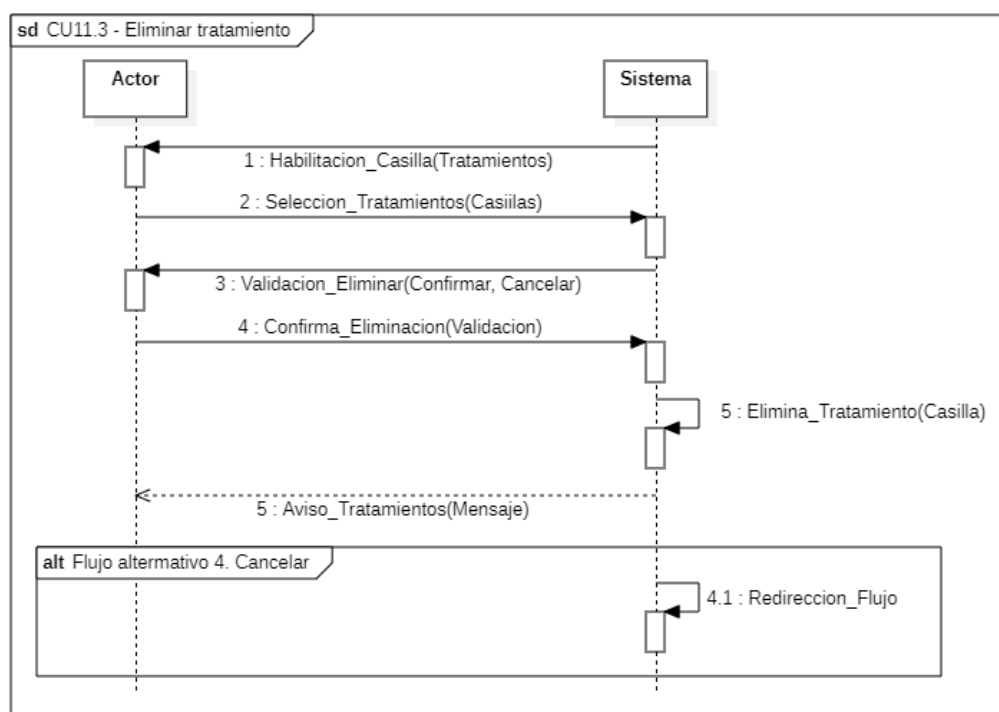 sd CU11.3 - Eliminar tratamiento
Actor
Sistema
1 : Habilitacion_Casilla(Tratamientos)
2 : Seleccion_Tratamientos(Casiilas)
3 : Validacion_Eliminar(Confirmar, Cancelar)
4 : Confirma_Eliminacion(Validacion)
5 : Elimina_Tratamiento(Casilla)
5 : Aviso_Tratamientos(Mensaje)
alt Flujo alternativo 4. Cancelar
4.1 : Redireccion_Flujo